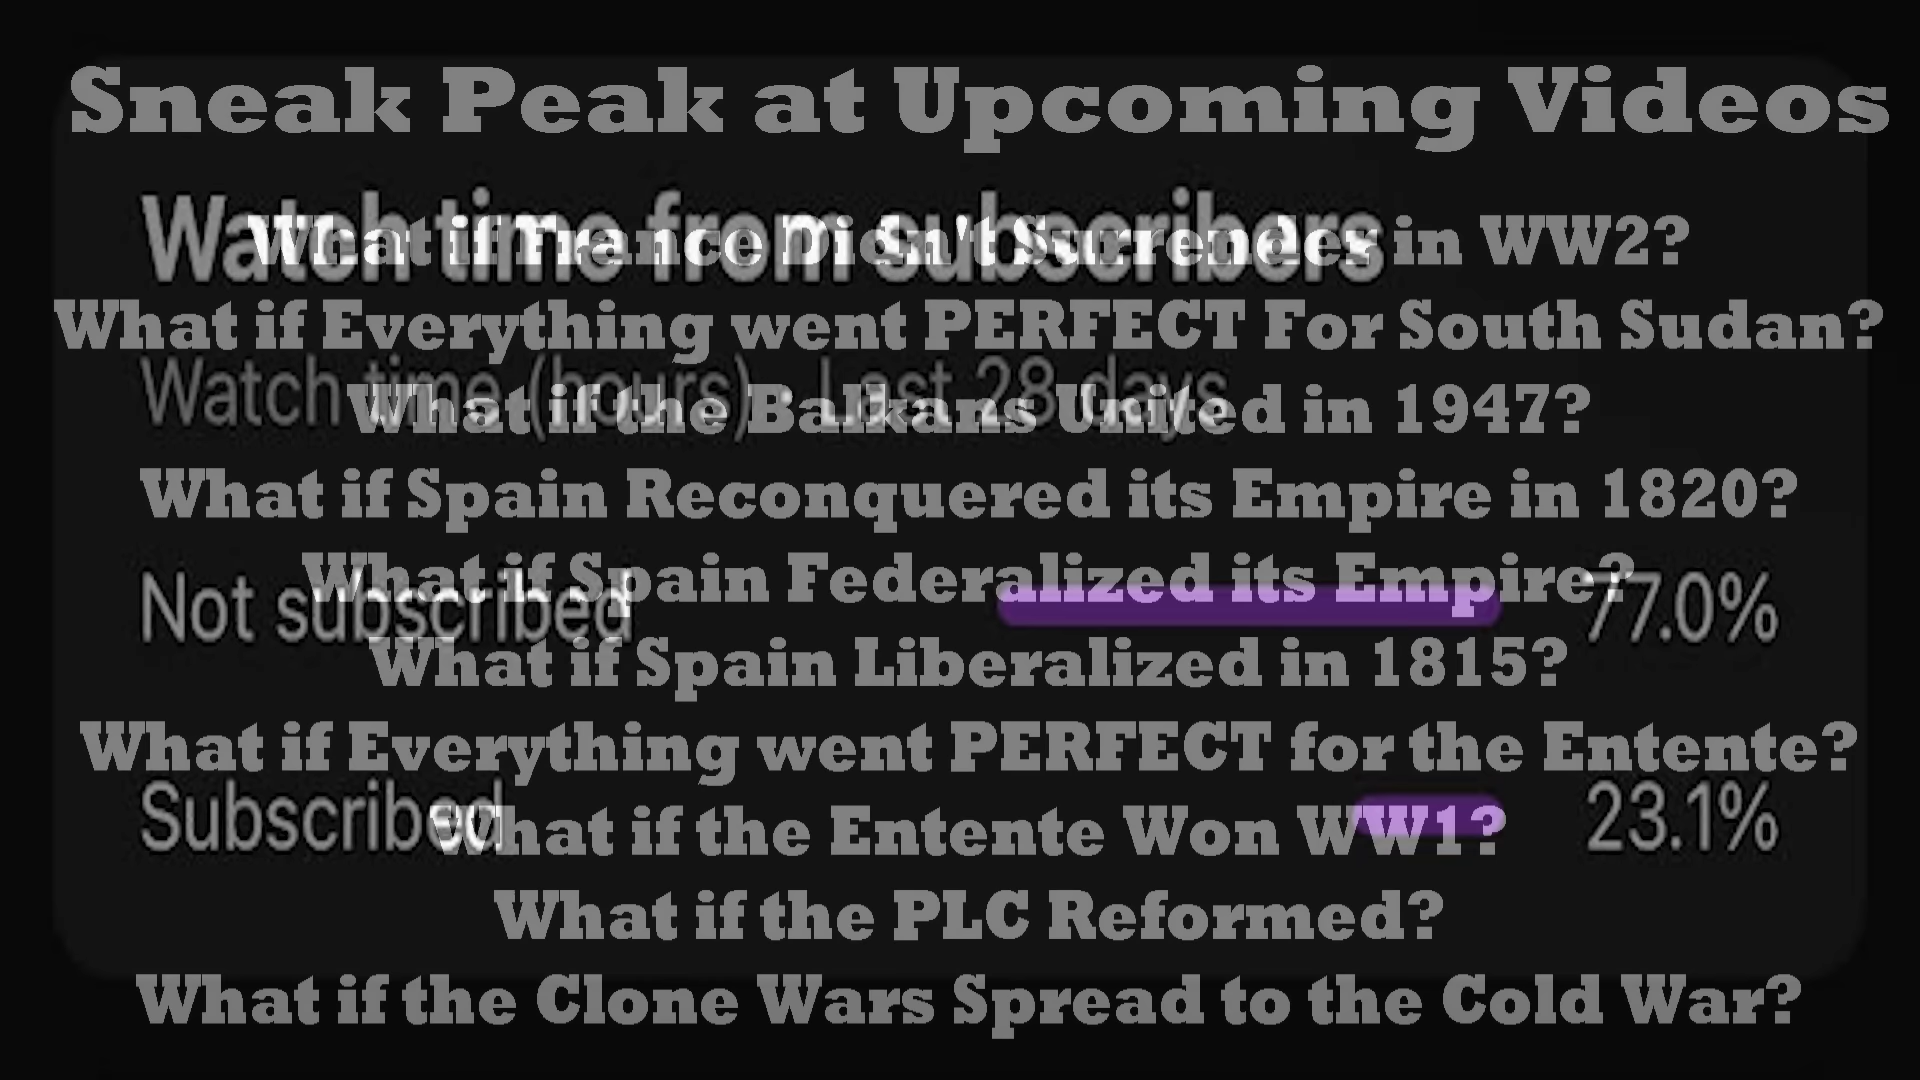 Sneak Peak at Upcoming Videos
Watch time from subscribers
What if France Didn't Surrender in WW2?
What if Everything went PERFECT For South Sudan?
Watch time (hours) · Last 28 days
What if the Balkans United in 1947?
What if Spain Reconquered its Empire in 1820?
What if Spain Federalized its Empire?
Not subscribed 77.0%
What if Spain Liberalized in 1815?
What if Everything went PERFECT for the Entente?
Subscribed 23.1%
What if the Entente Won WW1?
What if the PLC Reformed?
What if the Clone Wars Spread to the Cold War?